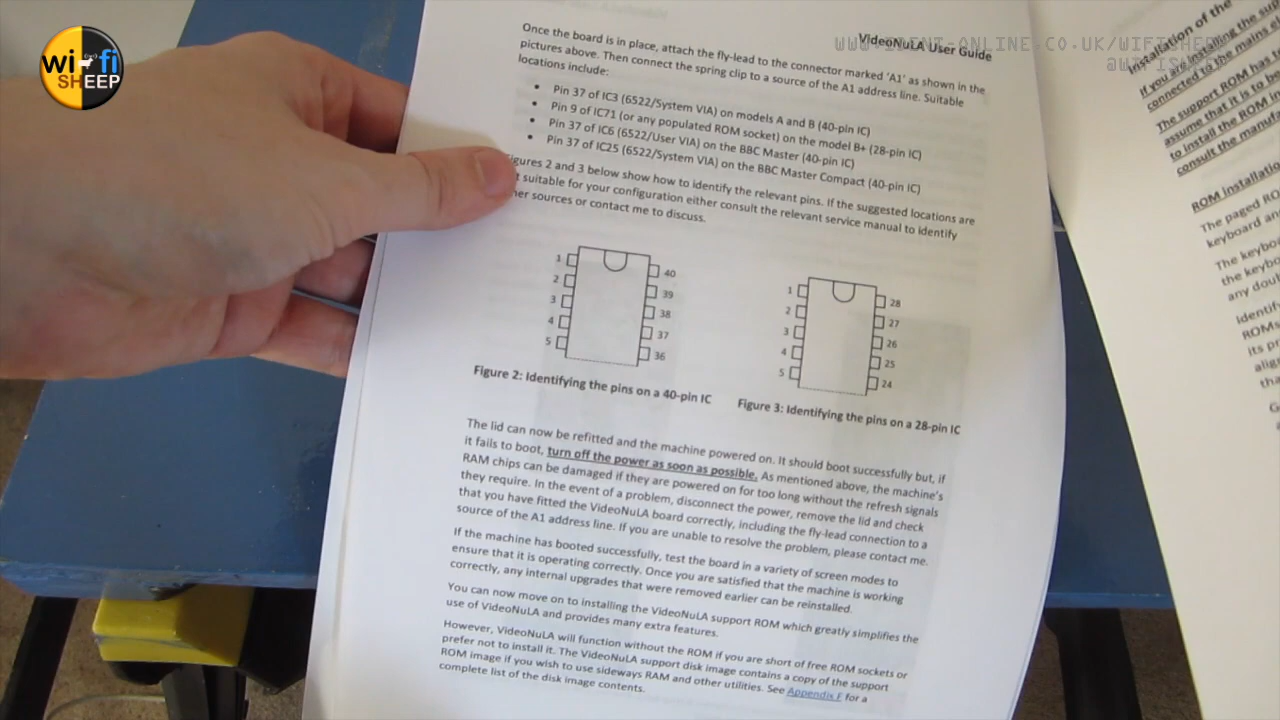 wi-fi
SHEEP
WWW.IDENT-ONLINE.CO.UK/WIFISHEEP
@WIFISHEEP
VideoNuLA User Guide
Once the board is in place, attach the fly-lead to the connector marked 'A1' as shown in the
pictures above. Then connect the spring clip to a source of the A1 address line. Suitable
locations include:
• Pin 37 of IC3 (6522/System VIA) on models A and B (40-pin IC)
• Pin 9 of IC71 (or any populated ROM socket) on the model B+ (28-pin IC)
• Pin 37 of IC6 (6522/User VIA) on the BBC Master (40-pin IC)
• Pin 37 of IC25 (6522/System VIA) on the BBC Master Compact (40-pin IC)
Figures 2 and 3 below show how to identify the relevant pins. If the suggested locations are
suitable for your configuration either consult the relevant service manual to identify
sources or contact me to discuss.
1
2
3
4
5
40
39
38
37
36
1
2
3
4
5
28
27
26
25
24
Figure 2: Identifying the pins on a 40-pin IC
Figure 3: Identifying the pins on a 28-pin IC
The lid can now be refitted and the machine powered on. It should boot successfully but, if
it fails to boot, turn off the power as soon as possible. As mentioned above, the machine's
RAM chips can be damaged if they are powered on for too long without the refresh signals
they require. In the event of a problem, disconnect the power, remove the lid and check
that you have fitted the VideoNuLA board correctly, including the fly-lead connection to a
source of the A1 address line. If you are unable to resolve the problem, please contact me.
If the machine has booted successfully, test the board in a variety of screen modes to
ensure that it is operating correctly. Once you are satisfied that the machine is working
correctly, any internal upgrades that were removed earlier can be reinstalled.
You can now move on to installing the VideoNuLA support ROM which greatly simplifies the
use of VideoNuLA and provides many extra features.
However, VideoNuLA will function without the ROM if you are short of free ROM sockets or
prefer not to install it. The VideoNuLA support disk image contains a copy of the support
ROM image if you wish to use sideways RAM and other utilities. See Appendix F for a
complete list of the disk image contents.
Installation of the
If you are installing the sup
connected to the mains
The support ROM has
assume that it is to be
to install the ROM in
consult the manuf
ROM installatio
The paged RO
keyboard an
The keybo
the keybo
any dou
Identif
ROMs
its pr
align
tha